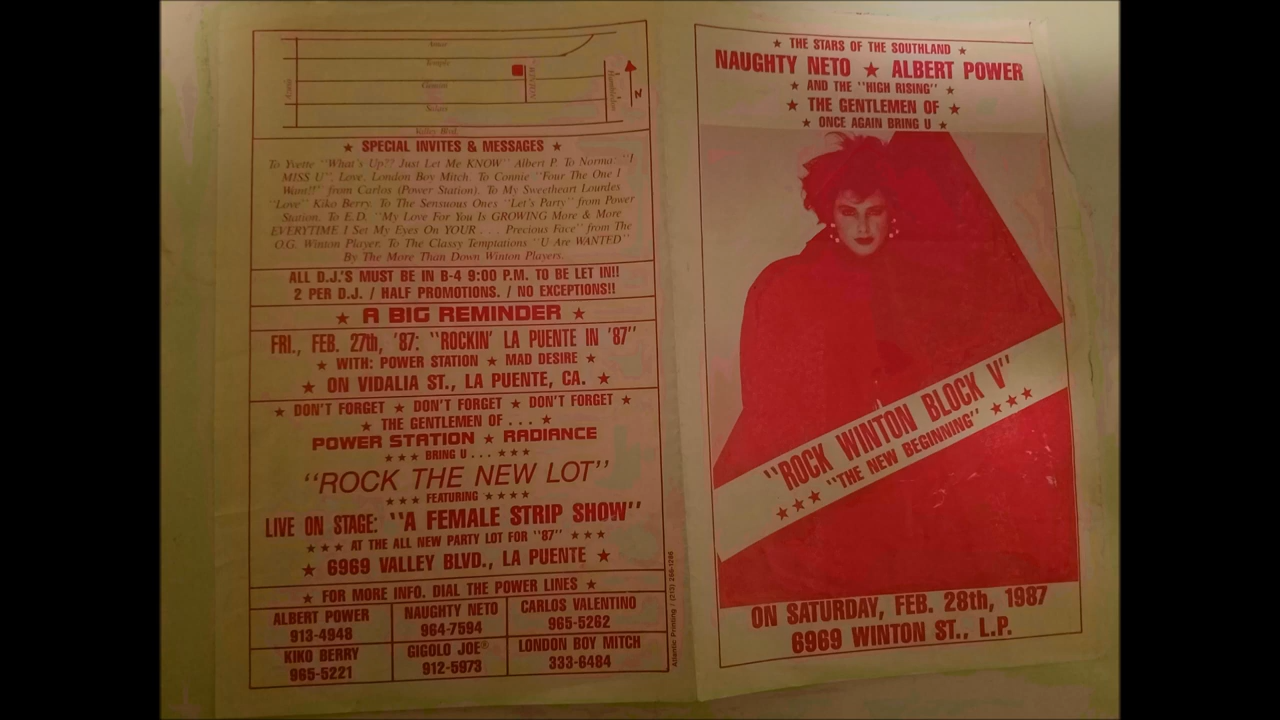 Amar
Temple
Clement
Salais
Valley Blvd.
N
★ SPECIAL INVITES & MESSAGES ★
To Yvette "What's Up?? Just Let Me KNOW" Albert P. To Norma "I
MISS U", Love, London Boy Mitch. To Connie "Four The One I
Want!!" from Carlos (Power Station). To My Sweetheart Lourdes
"Love" Kiko Berry. To The Sensuous Ones "Let's Party" from Power
Station. To E.D. "My Love For You Is GROWING More & More
EVERYTIME I Set My Eyes On YOUR . . . Precious Face" from The
O.G. Winton Player. To The Classy Temptations "U Are WANTED"
By The More Than Down Winton Players.
ALL D.J.'S MUST BE IN B-4 9:00 P.M. TO BE LET IN!!
2 PER D.J. / HALF PROMOTIONS. / NO EXCEPTIONS!!
★ A BIG REMINDER ★
FRI., FEB. 27th, '87: "ROCKIN' LA PUENTE IN '87"
★ WITH: POWER STATION ★ MAD DESIRE ★
★ ON VIDALIA ST., LA PUENTE, CA. ★
★ DON'T FORGET ★ DON'T FORGET ★ DON'T FORGET ★
★ THE GENTLEMEN OF . . . ★
POWER STATION ★ RADIANCE
★★★ BRING U . . . ★★★
"ROCK THE NEW LOT"
★★★ FEATURING ★★★★
LIVE ON STAGE: "A FEMALE STRIP SHOW"
★★★ AT THE ALL NEW PARTY LOT FOR "87" ★★★
★ 6969 VALLEY BLVD., LA PUENTE ★
★ FOR MORE INFO. DIAL THE POWER LINES ★
ALBERT POWER
913-4948
NAUGHTY NETO
964-7594
CARLOS VALENTINO
965-5262
KIKO BERRY
965-5221
GIGOLO JOE®
912-5973
LONDON BOY MITCH
333-6484
Atlantic Printing / (213)
★ THE STARS OF THE SOUTHLAND ★
NAUGHTY NETO ★ ALBERT POWER
★ AND THE "HIGH RISING" ★
★ THE GENTLEMEN OF ★
★ ONCE AGAIN BRING U ★
"ROCK WINTON BLOCK V"
★★★ "THE NEW BEGINNING" ★★★
ON SATURDAY, FEB. 28th, 1987
6969 WINTON ST., L.P.